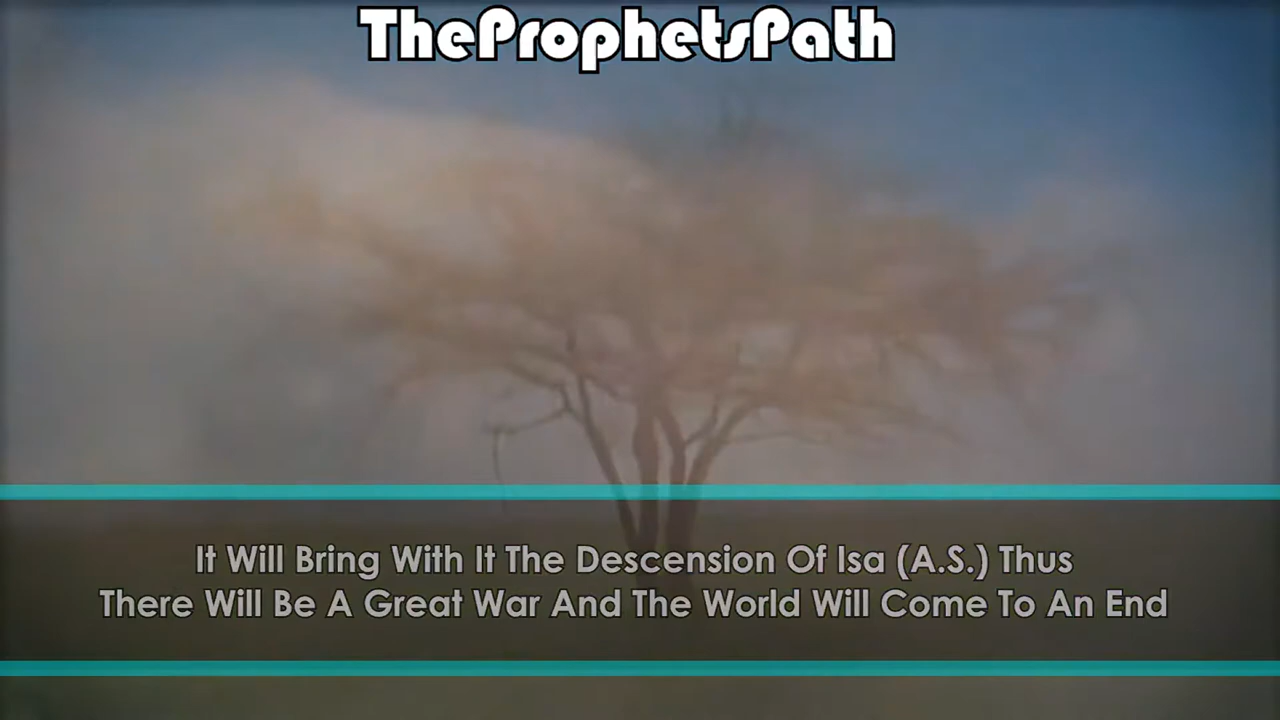 TheProphetsPath
It Will Bring With It The Descension Of Isa (A.S.) Thus
There Will Be A Great War And The World Will Come To An End